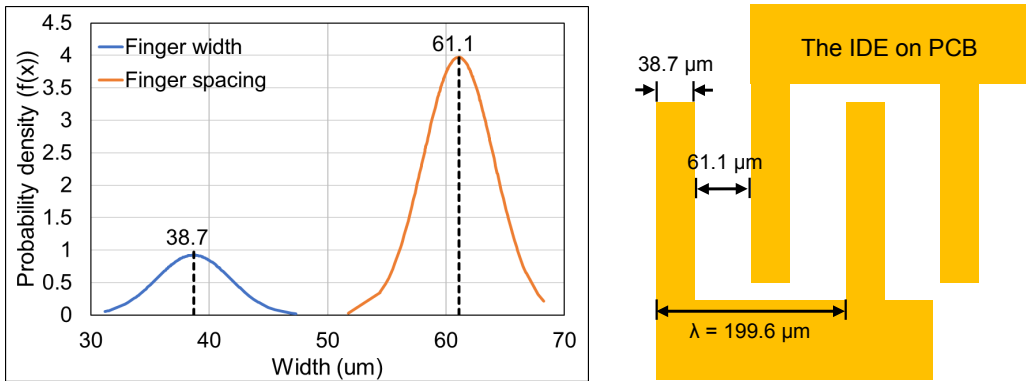 4.5
4
3.5
3
2.5
2
1.5
1
0.5
0
Probability density (f(x))
Finger width
Finger spacing
61.1
38.7
30
40
50
60
70
Width (um)
The IDE on PCB
38.7 µm
61.1 µm
λ = 199.6 µm